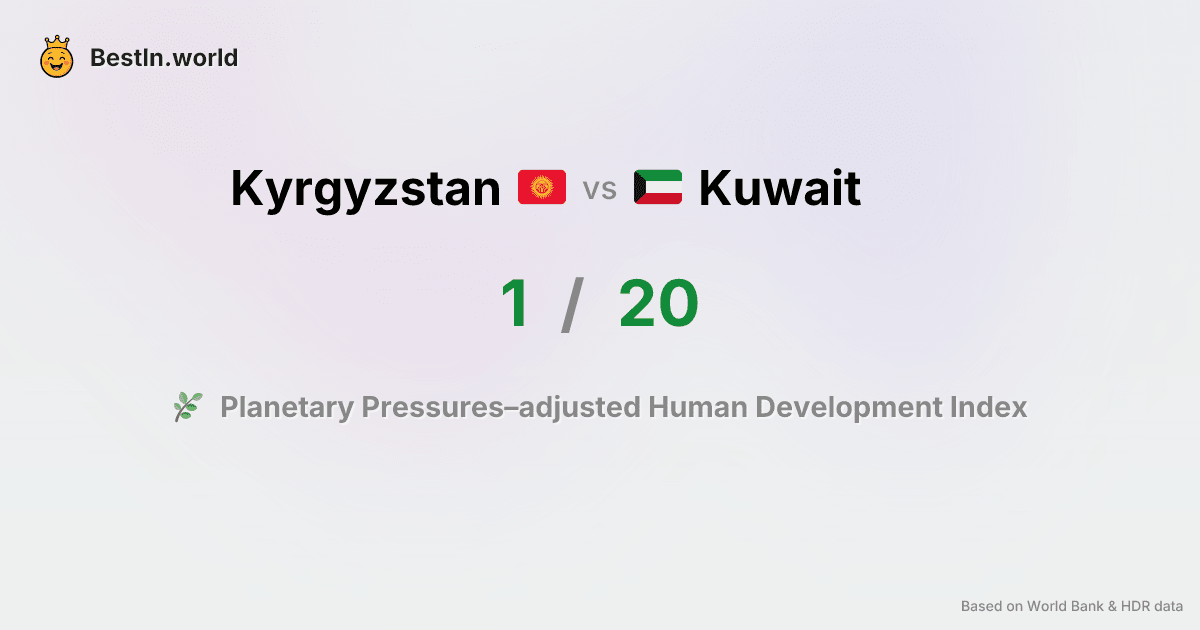 BestIn.world
Kyrgyzstan vs Kuwait
1 / 20
Planetary Pressures–adjusted Human Development Index
Based on World Bank & HDR data